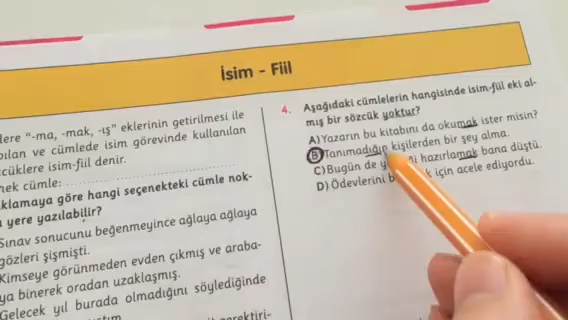 İsim - Fiil
lere “-ma, -mak, -ış” eklerinin getirilmesi ile
pılan ve cümlede isim görevinde kullanılan
cüklere isim-fiil denir.
nek cümle:
klamaya göre hangi seçenekteki cümle nok-
yere yazılabilir?
Sınav sonucunu beğenmeyince ağlaya ağlaya
gözleri şişmişti.
Kimseye görünmeden evden çıkmış ve araba-
ya binerek oradan uzaklaşmış.
Gelecek yıl burada olmadığını söylediğinde
4. Aşağıdaki cümlelerin hangisinde isim-fiil eki al-
mış bir sözcük yoktur?
A) Yazarın bu kitabını da okumak ister misin?
B) Tanımadığın kişilerden bir şey alma.
C) Bugün de hazırlamak bana düştü.
D) Ödevlerini için acele ediyordu.